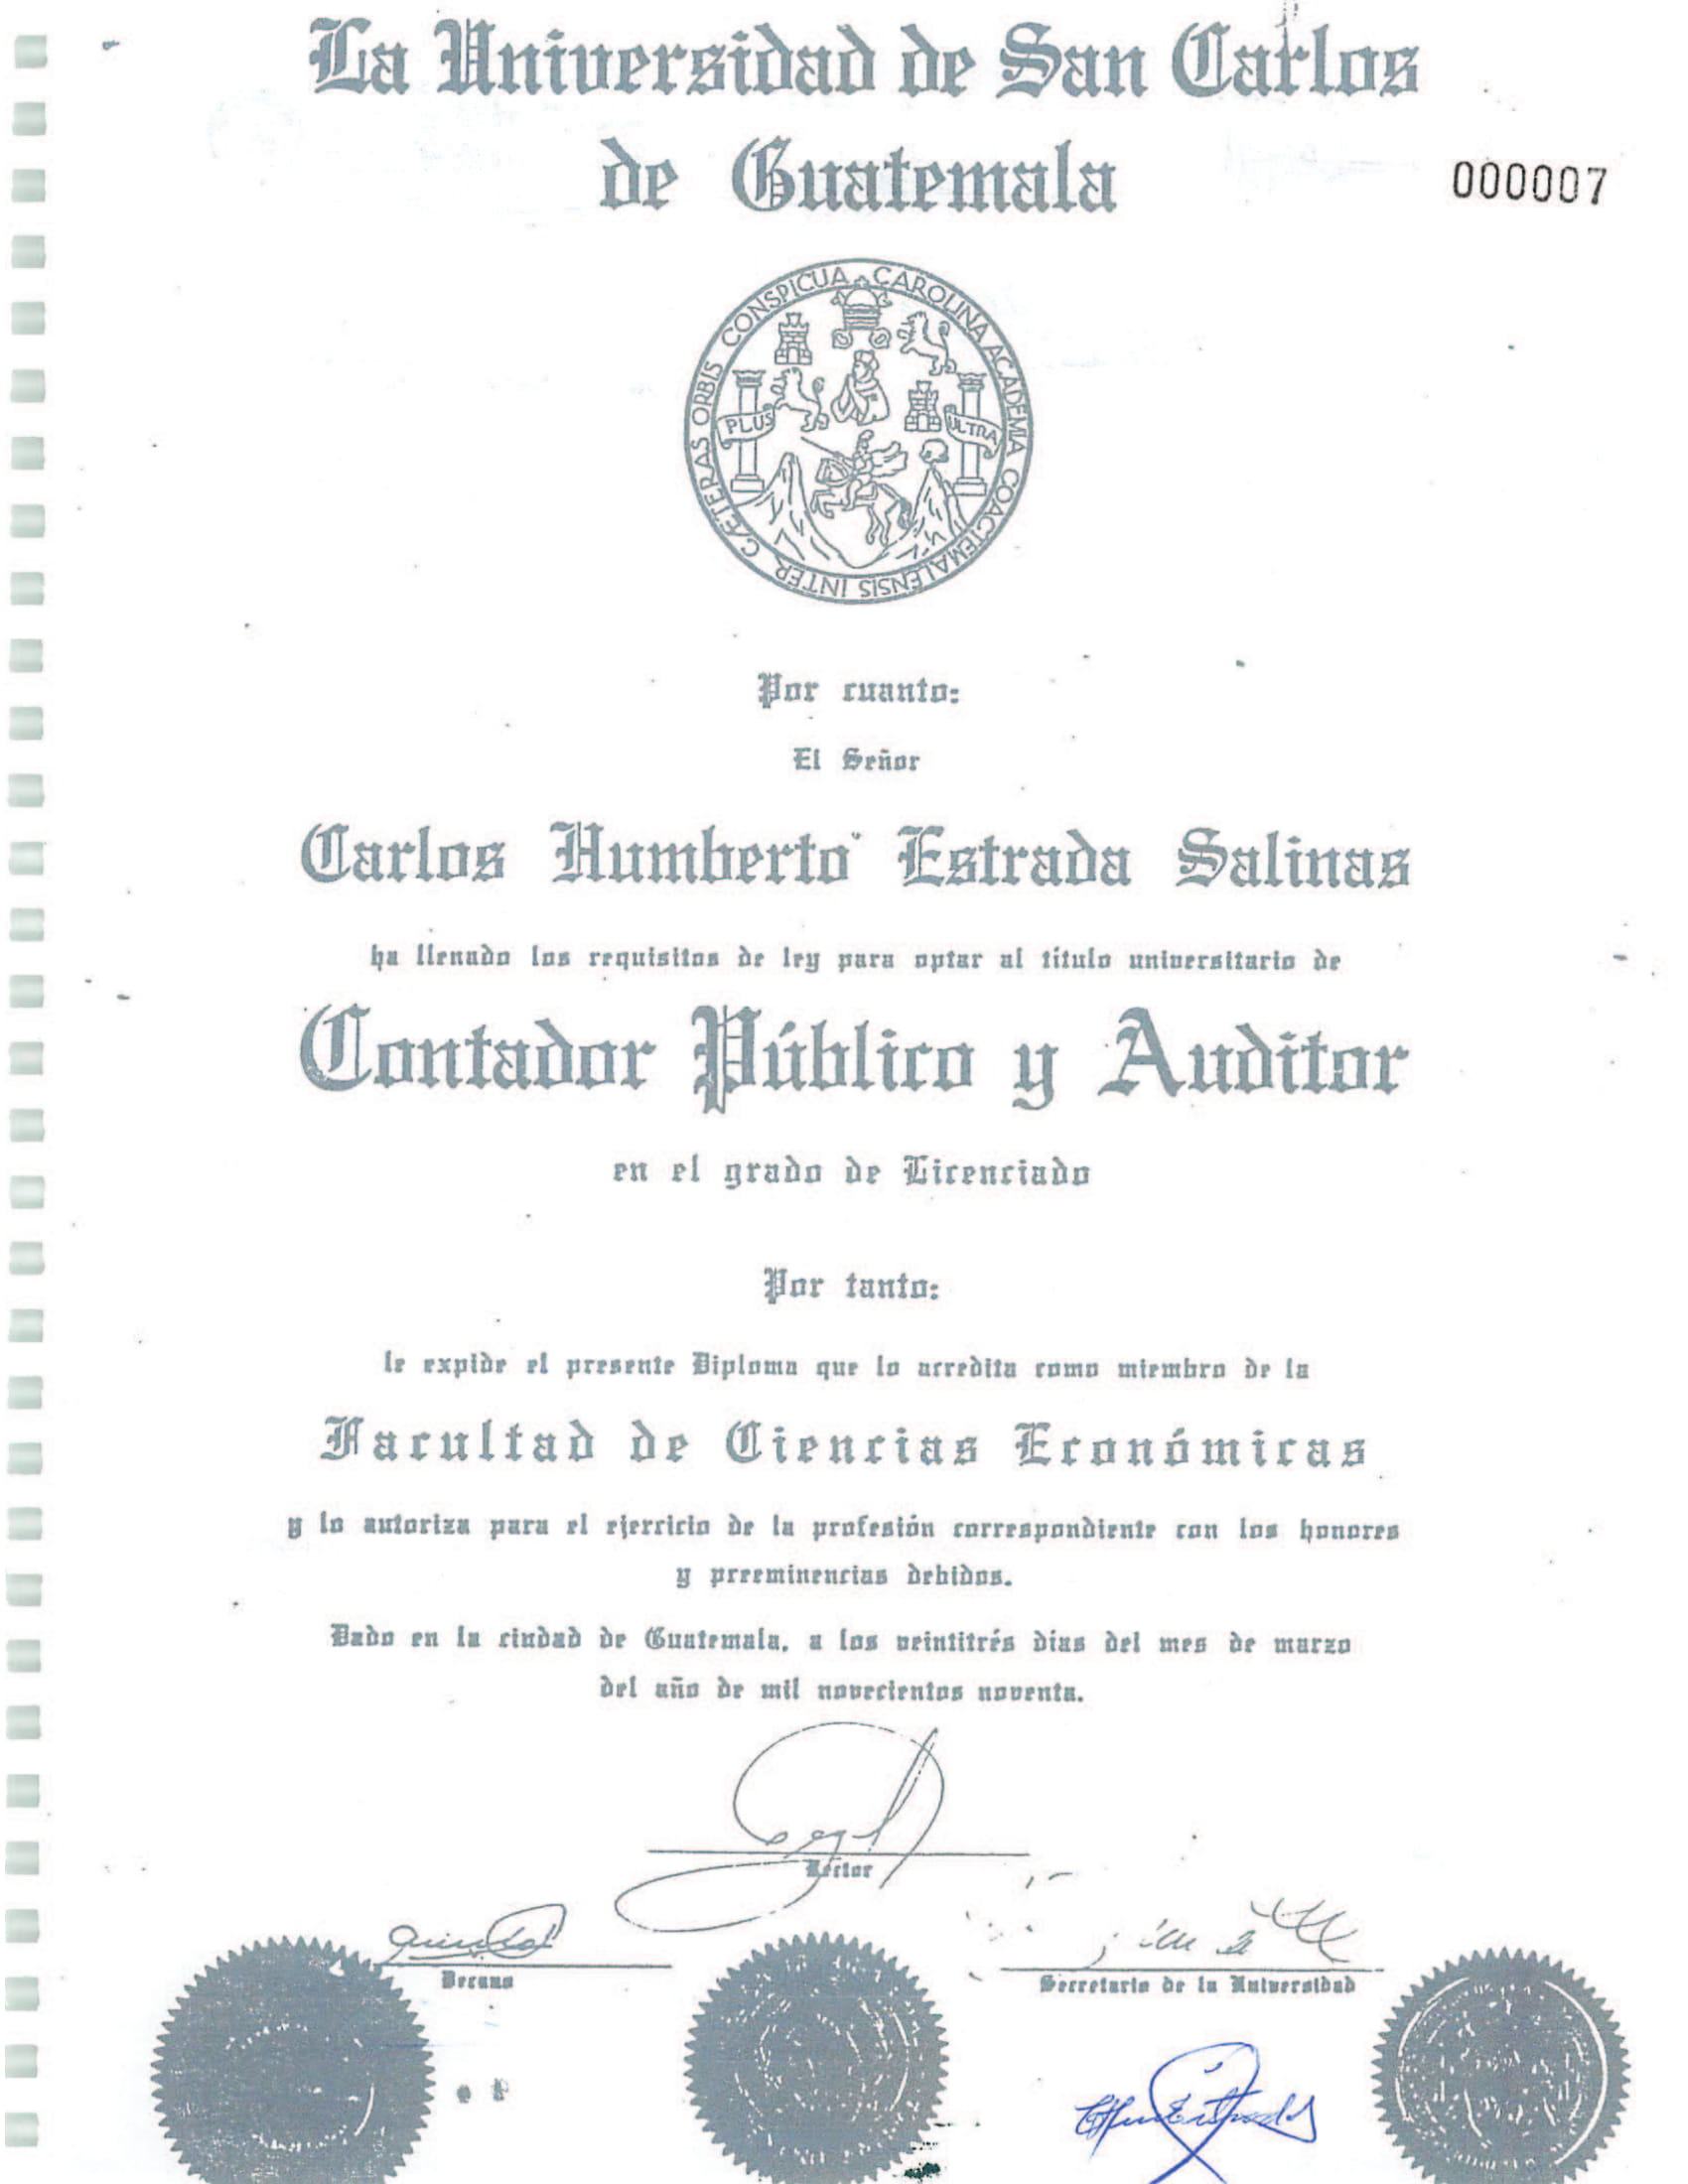 La Universidad de San Carlos
de Guatemala
000007
CAROLINA ACADEMIA COACTEMALENSIS INTER CÆTERAS ORBIS CONSPICUA
PLUS
ULTRA
Por cuanto:
El Señor
Carlos Humberto Estrada Salinas
ha llenado los requisitos de ley para optar al título universitario de
Contador Público y Auditor
en el grado de Licenciado
Por tanto:
le expide el presente Diploma que lo acredita como miembro de la
Facultad de Ciencias Económicas
y lo autoriza para el ejercicio de la profesión correspondiente con los honores
y preeminencias debidos.
Dado en la ciudad de Guatemala, a los veintitrés días del mes de marzo
del año de mil novecientos noventa.
Rector
Decano
Secretario de la Universidad